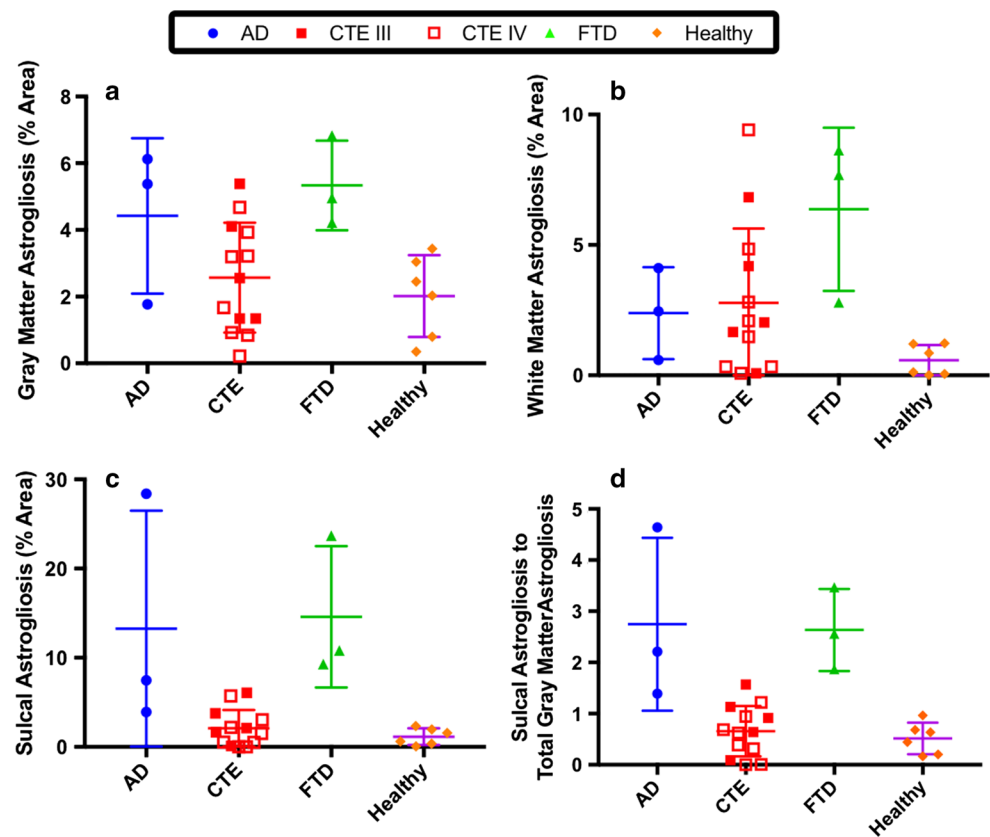 AD CTE III CTE IV FTD Healthy
a
Gray Matter Astrogliosis (% Area)
8
6
4
2
0
AD CTE FTD Healthy
b
White Matter Astrogliosis (% Area)
10
5
0
AD CTE FTD Healthy
c
Sulcal Astrogliosis (% Area)
30
20
10
0
AD CTE FTD Healthy
d
Sulcal Astrogliosis to
Total Gray MatterAstrogliosis
5
4
3
2
1
0
AD CTE FTD Healthy